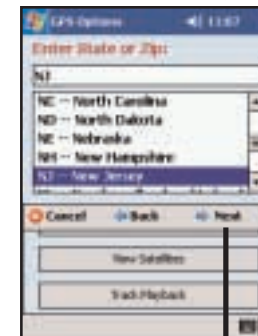 GPS Options 11:07
Enter State or Zip:
NJ
NC -- North Carolina
ND -- North Dakota
NE -- Nebraska
NH -- New Hampshire
NJ -- New Jersey
Cancel Back Next
View Satellites
Track Playback